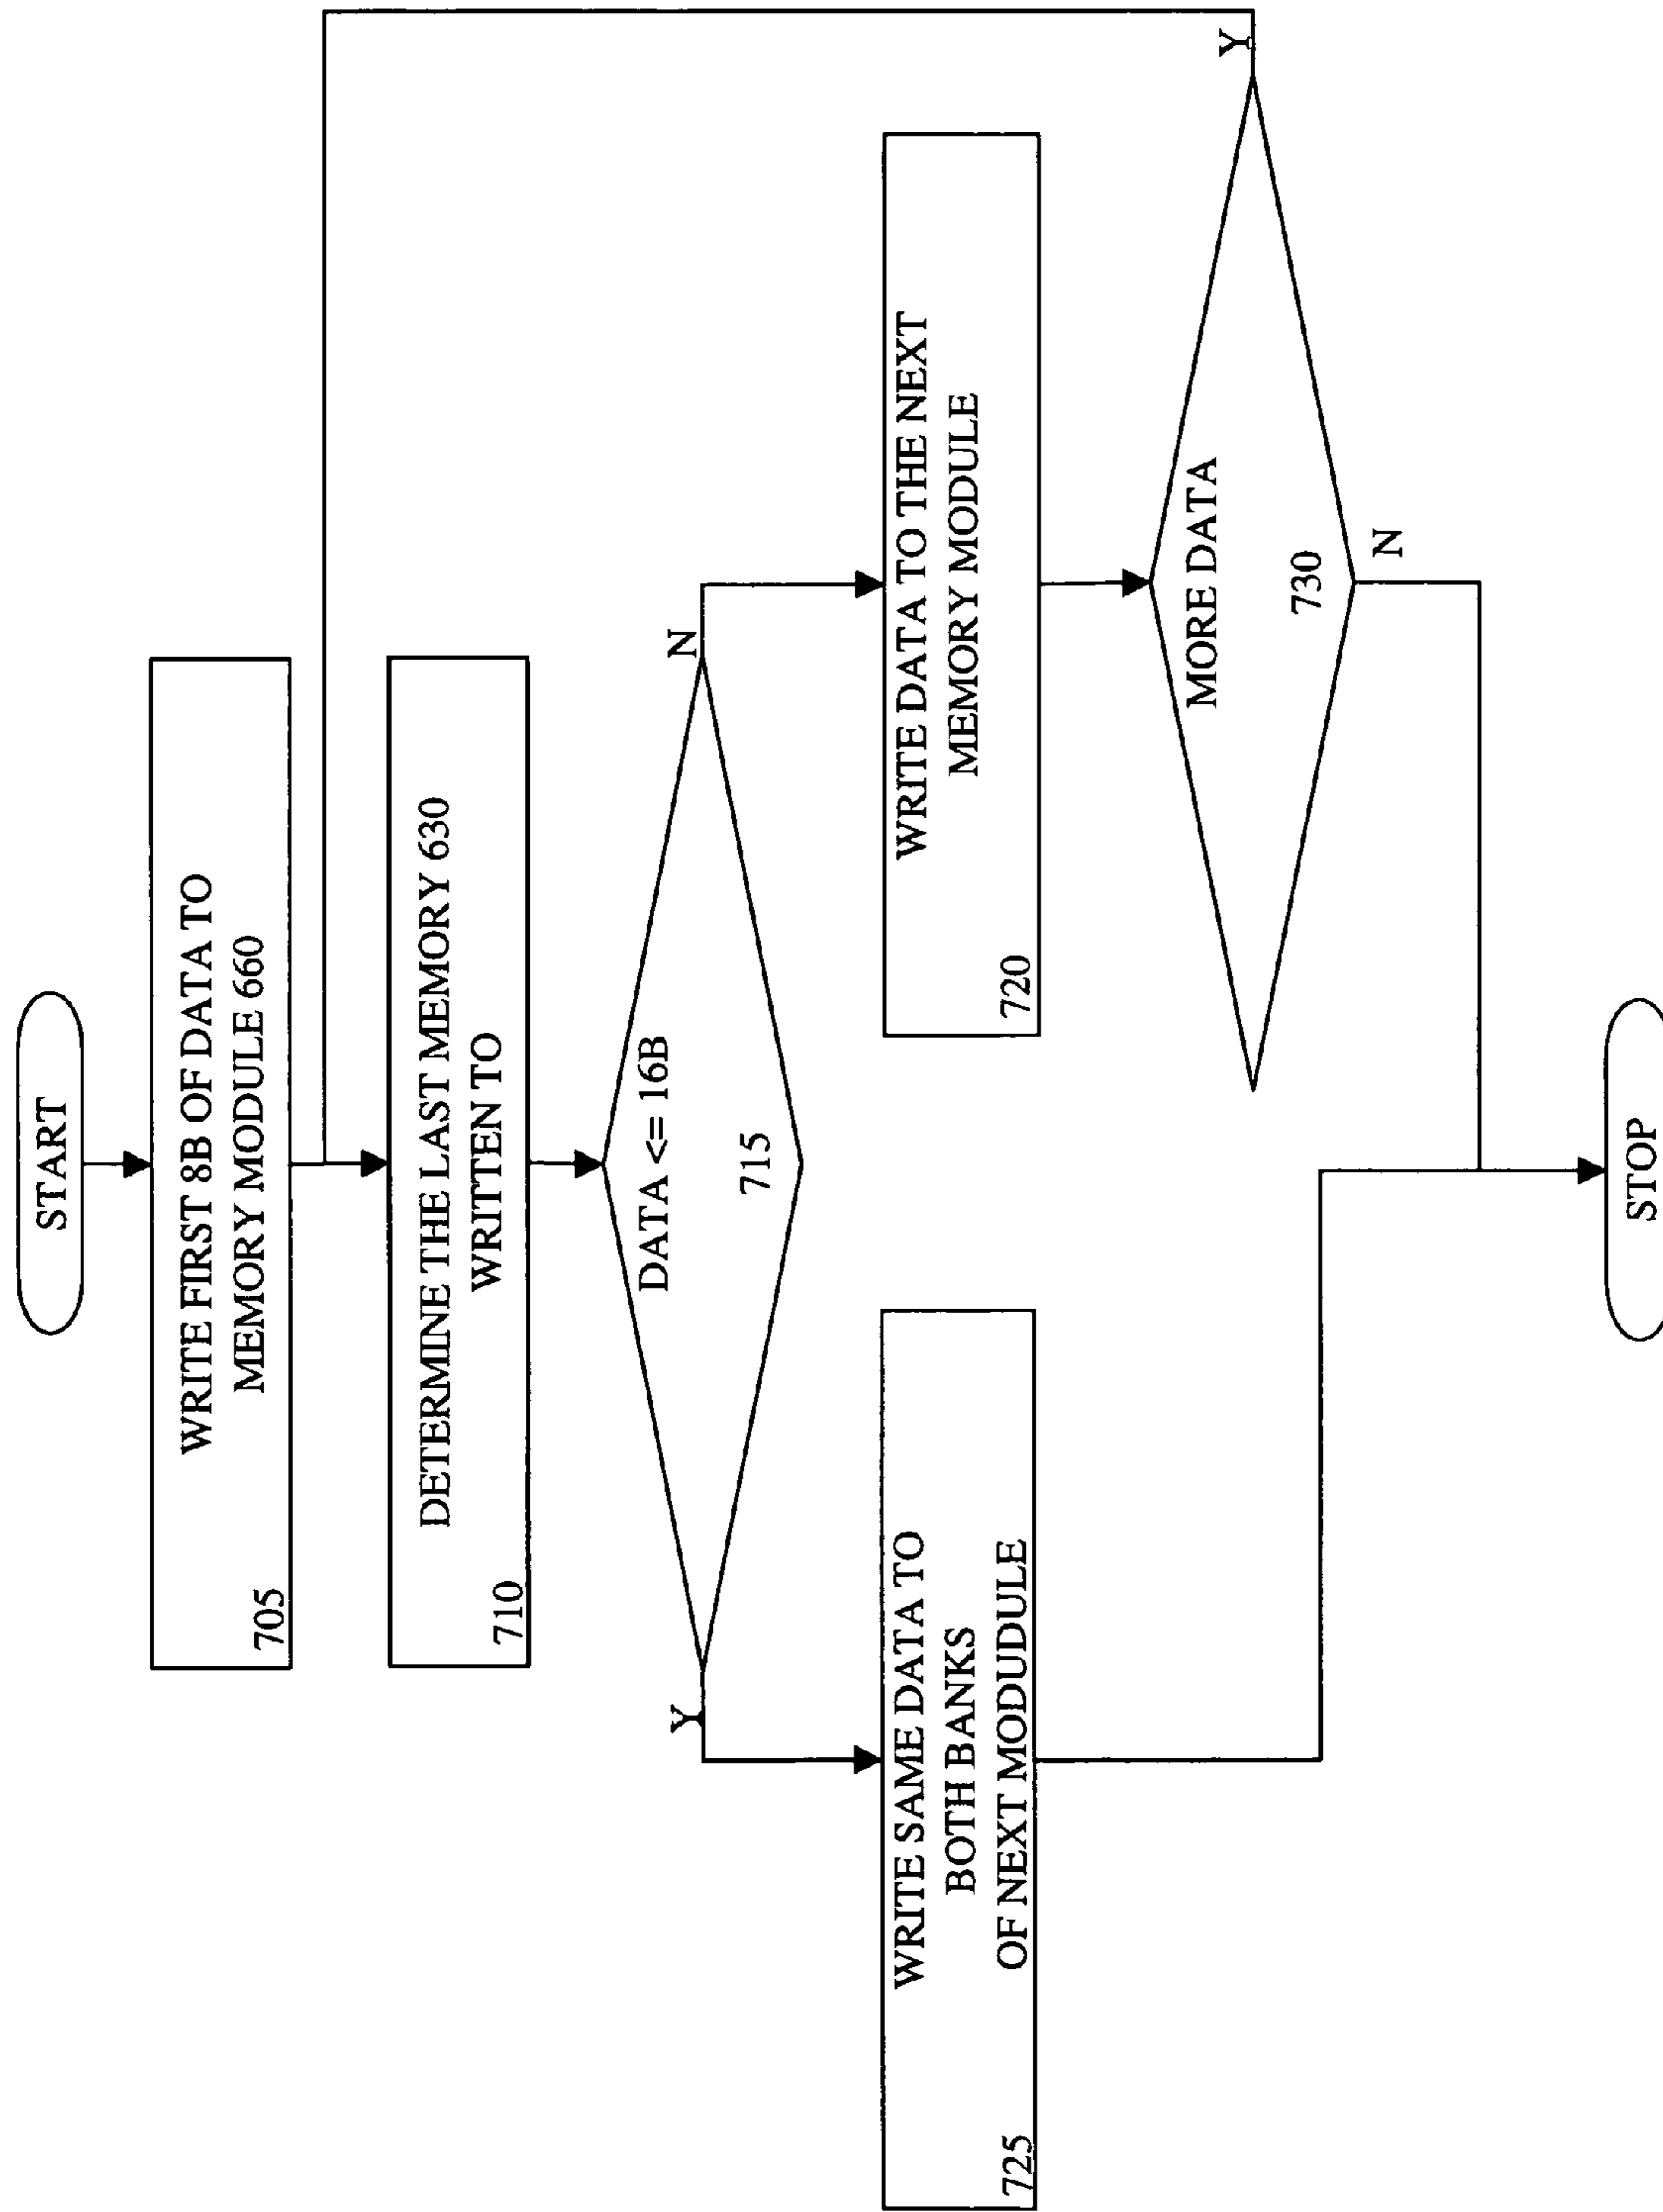 START
WRITE FIRST 8B OF DATA TO
MEMORY MODULE 660
705
DETERMINE THE LAST MEMORY 630
WRITTEN TO
710
DATA <= 16B
715
Y
N
WRITE SAME DATA TO
BOTH BANKS
OF NEXT MODUDULE
725
WRITE DATA TO THE NEXT
MEMORY MODULE
720
MORE DATA
730
Y
N
STOP